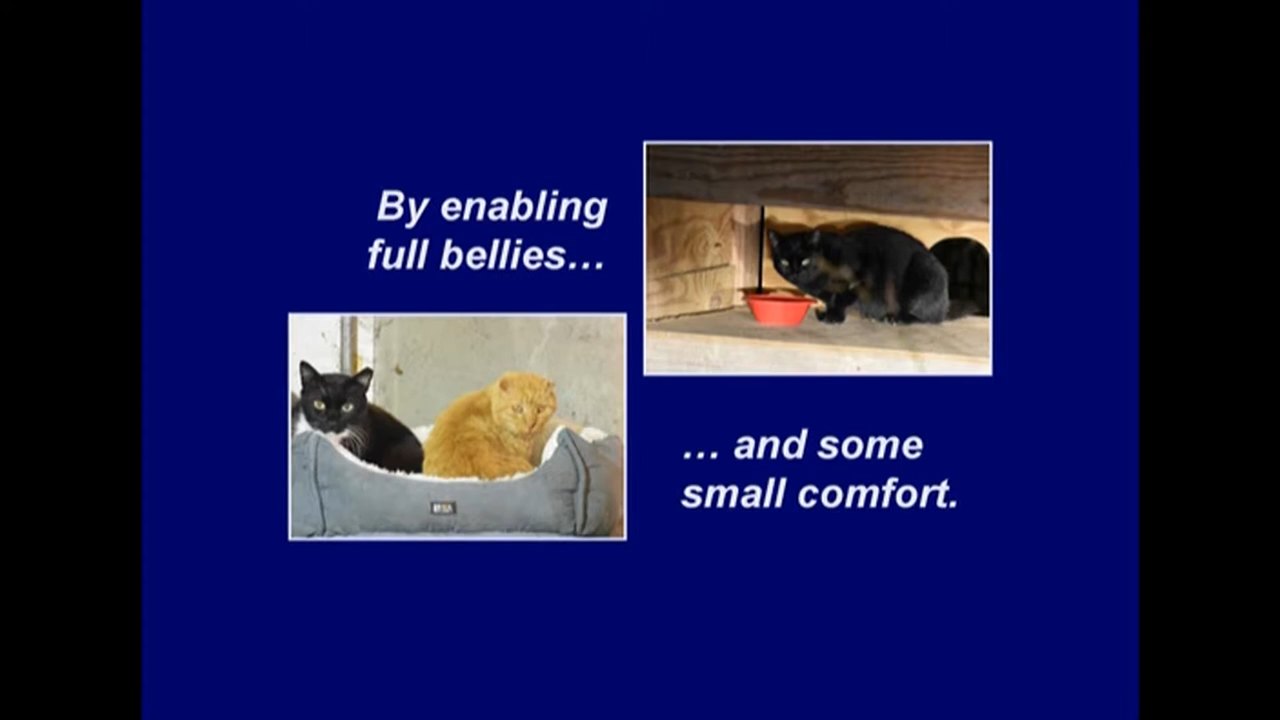 By enabling
full bellies…
… and some
small comfort.